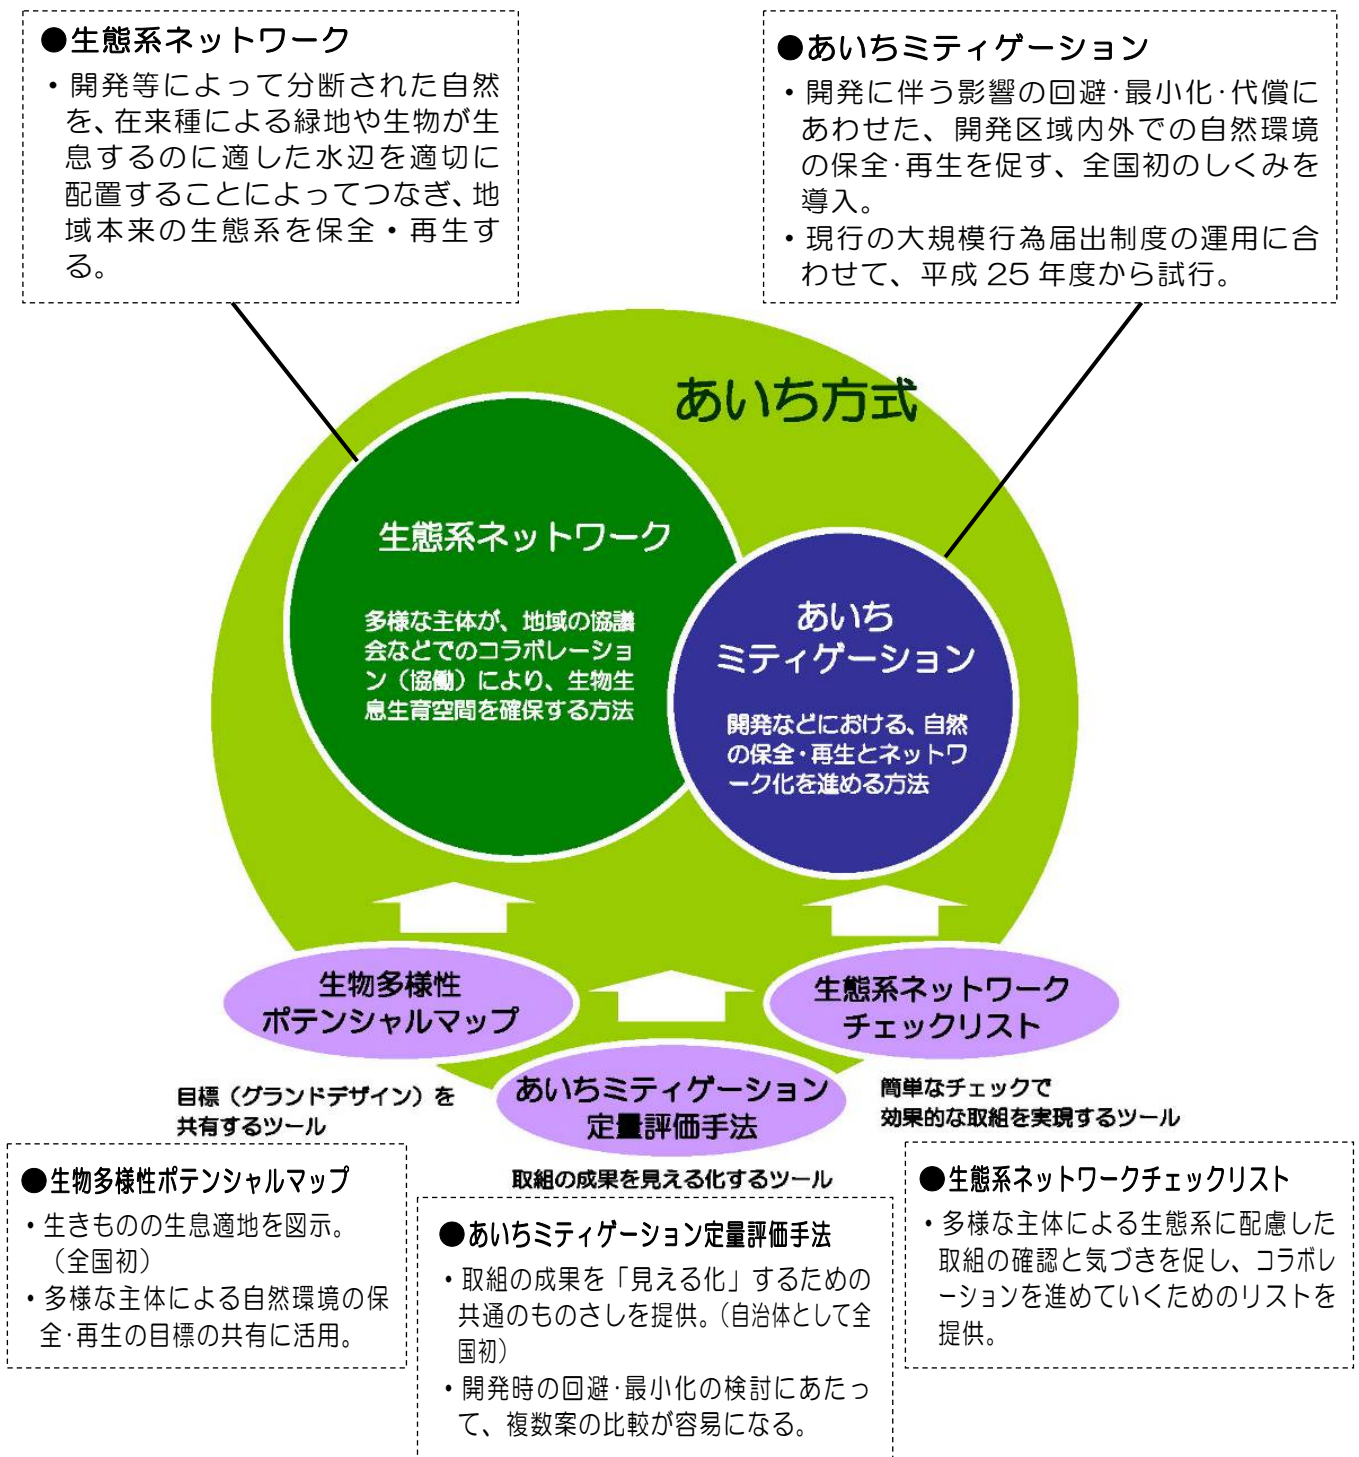 ●生態系ネットワーク
・開発等によって分断された自然
を、在来種による緑地や生物が生
息するのに適した水辺を適切に
配置することによってつなぎ、地
域本来の生態系を保全・再生す
る。
●あいちミティゲーション
・開発に伴う影響の回避･最小化･代償に
あわせた、開発区域内外での自然環境
の保全･再生を促す、全国初のしくみを
導入。
・現行の大規模行為届出制度の運用に合
わせて、平成 25 年度から試行。
あいち方式
生態系ネットワーク
多様な主体が、地域の協議
会などでのコラボレーショ
ン（協働）により、生物生
息生育空間を確保する方法
あいち
ミティゲーション
開発などにおける、自然
の保全・再生とネットワ
ーク化を進める方法
生物多様性
ポテンシャルマップ
目標（グランドデザイン）を
共有するツール
あいちミティゲーション
定量評価手法
取組の成果を見える化するツール
生態系ネットワーク
チェックリスト
簡単なチェックで
効果的な取組を実現するツール
●生物多様性ポテンシャルマップ
・生きものの生息適地を図示。
（全国初）
・多様な主体による自然環境の保
全･再生の目標の共有に活用。
●あいちミティゲーション定量評価手法
・取組の成果を「見える化」するための
共通のものさしを提供。（自治体として全
国初）
・開発時の回避･最小化の検討にあたっ
て、複数案の比較が容易になる。
●生態系ネットワークチェックリスト
・多様な主体による生態系に配慮した
取組の確認と気づきを促し、コラボレ
ーションを進めていくためのリストを
提供。